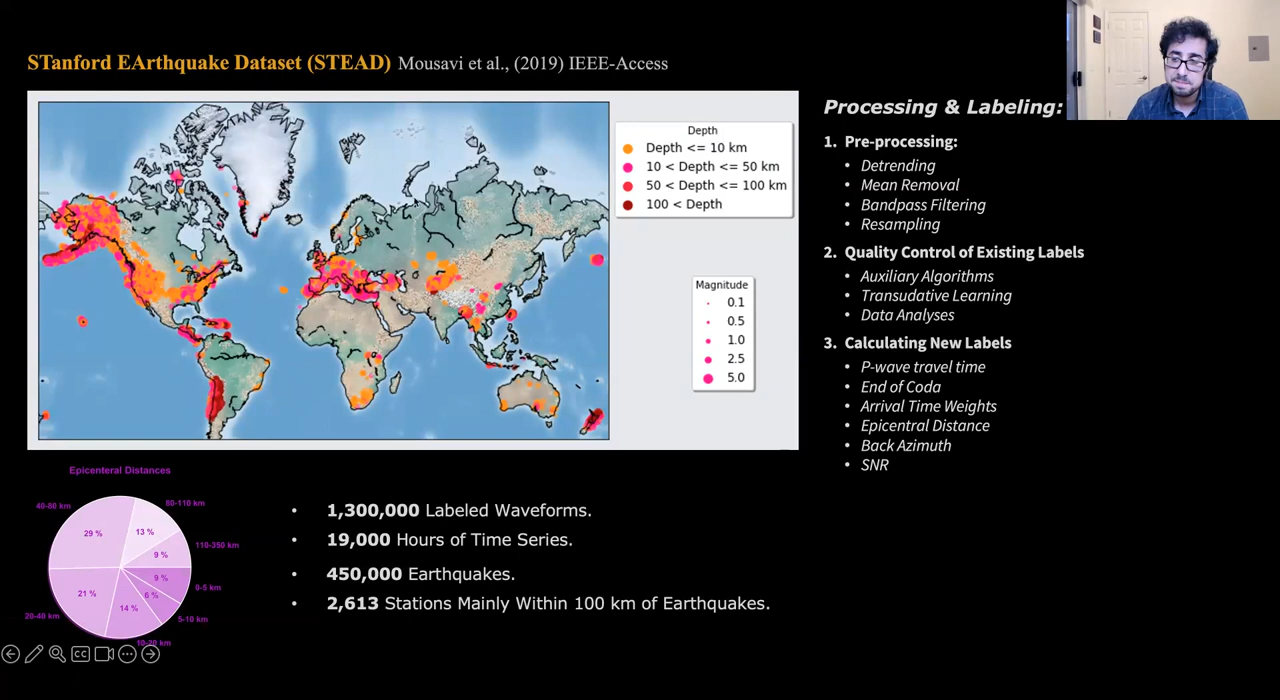 STanford EArthquake Dataset (STEAD) Mousavi et al., (2019) IEEE-Access
Depth
Depth <= 10 km
10 < Depth <= 50 km
50 < Depth <= 100 km
100 < Depth
Magnitude
0.1
0.5
1.0
2.5
5.0
Processing & Labeling:
1. Pre-processing:
• Detrending
• Mean Removal
• Bandpass Filtering
• Resampling
2. Quality Control of Existing Labels
• Auxiliary Algorithms
• Transudative Learning
• Data Analyses
3. Calculating New Labels
• P-wave travel time
• End of Coda
• Arrival Time Weights
• Epicentral Distance
• Back Azimuth
• SNR
Epicenteral Distances
40-80 km
80-110 km
29 %
13 %
110-350 km
9 %
9 %
0-5 km
21 %
6 %
14 %
20-40 km
5-10 km
10-20 km
• 1,300,000 Labeled Waveforms.
• 19,000 Hours of Time Series.
• 450,000 Earthquakes.
• 2,613 Stations Mainly Within 100 km of Earthquakes.
CC